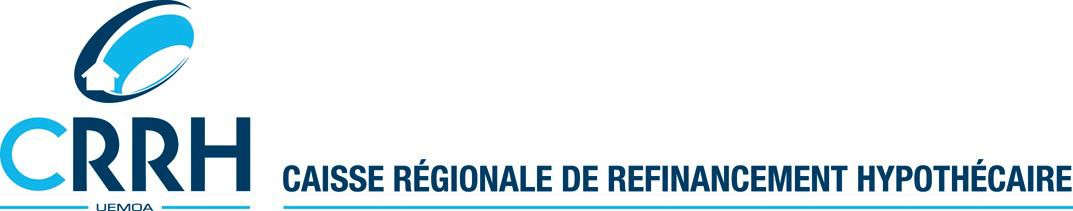 CRRH
UEMOA
CAISSE RÉGIONALE DE REFINANCEMENT HYPOTHÉCAIRE